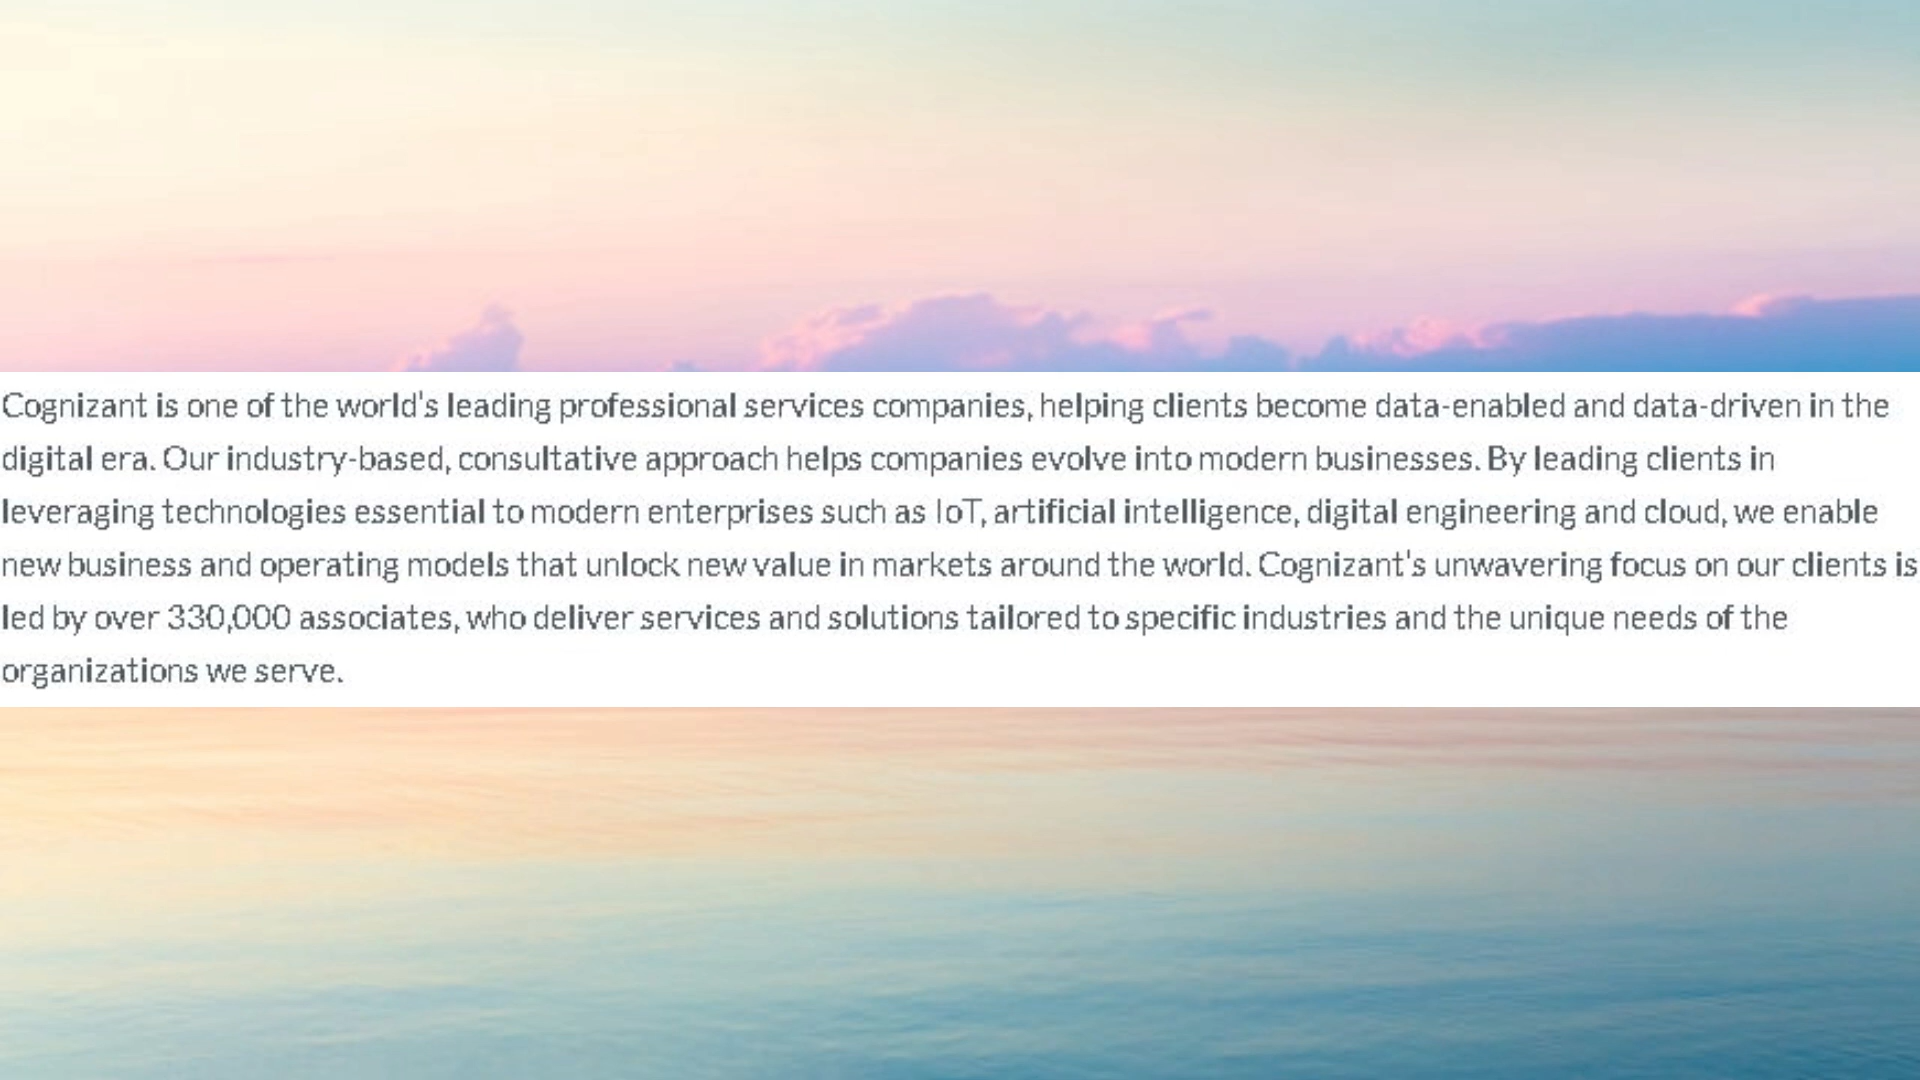 Cognizant is one of the world's leading professional services companies, helping clients become data-enabled and data-driven in the
digital era. Our industry-based, consultative approach helps companies evolve into modern businesses. By leading clients in
leveraging technologies essential to modern enterprises such as IoT, artificial intelligence, digital engineering and cloud, we enable
new business and operating models that unlock new value in markets around the world. Cognizant's unwavering focus on our clients is
led by over 330,000 associates, who deliver services and solutions tailored to specific industries and the unique needs of the
organizations we serve.